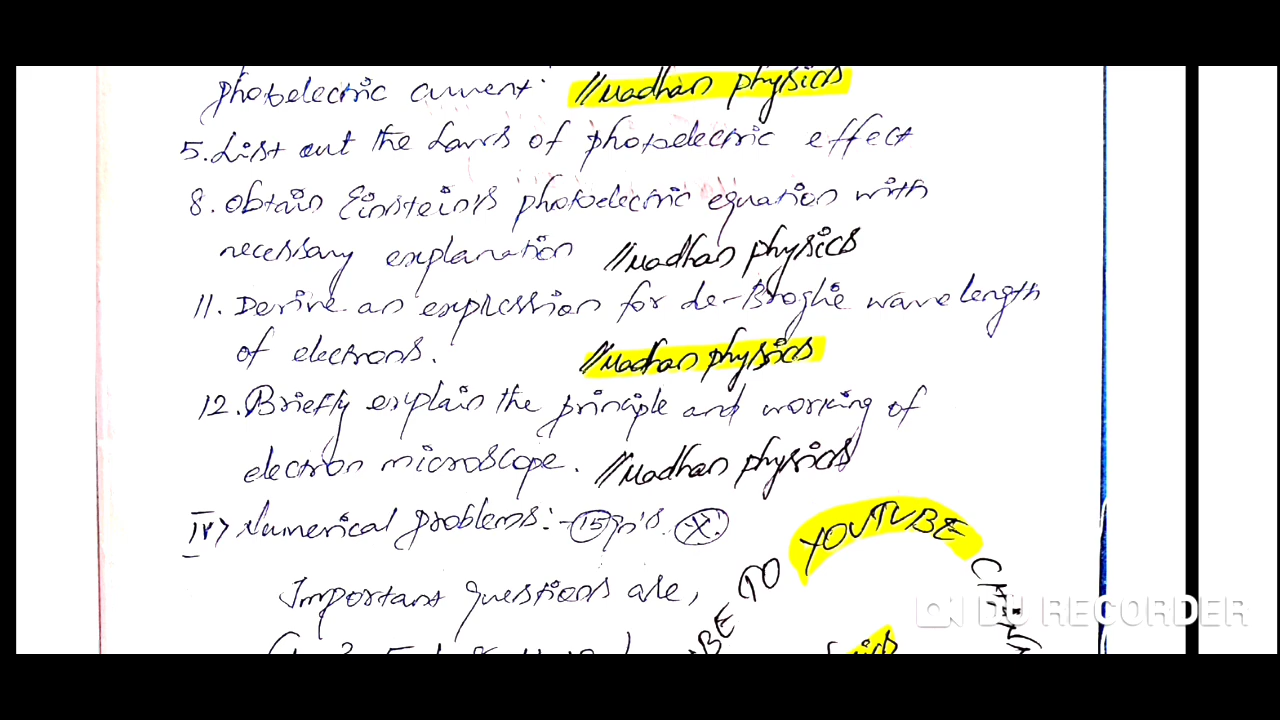 photoelectric current. //Madhan physics
5. List out the laws of photoelectric effect
8. Obtain Einstein's photoelectric equation with
necessary explanation //Madhan physics
11. Derive an expression for de-Broglie wavelength
of electrons. //Madhan physics
12. Briefly explain the principle and working of
electron microscope. //Madhan physics
IV) Numerical problems: - 15 q's. X.
Important questions are,
TO YOUTUBE
DU RECORDER